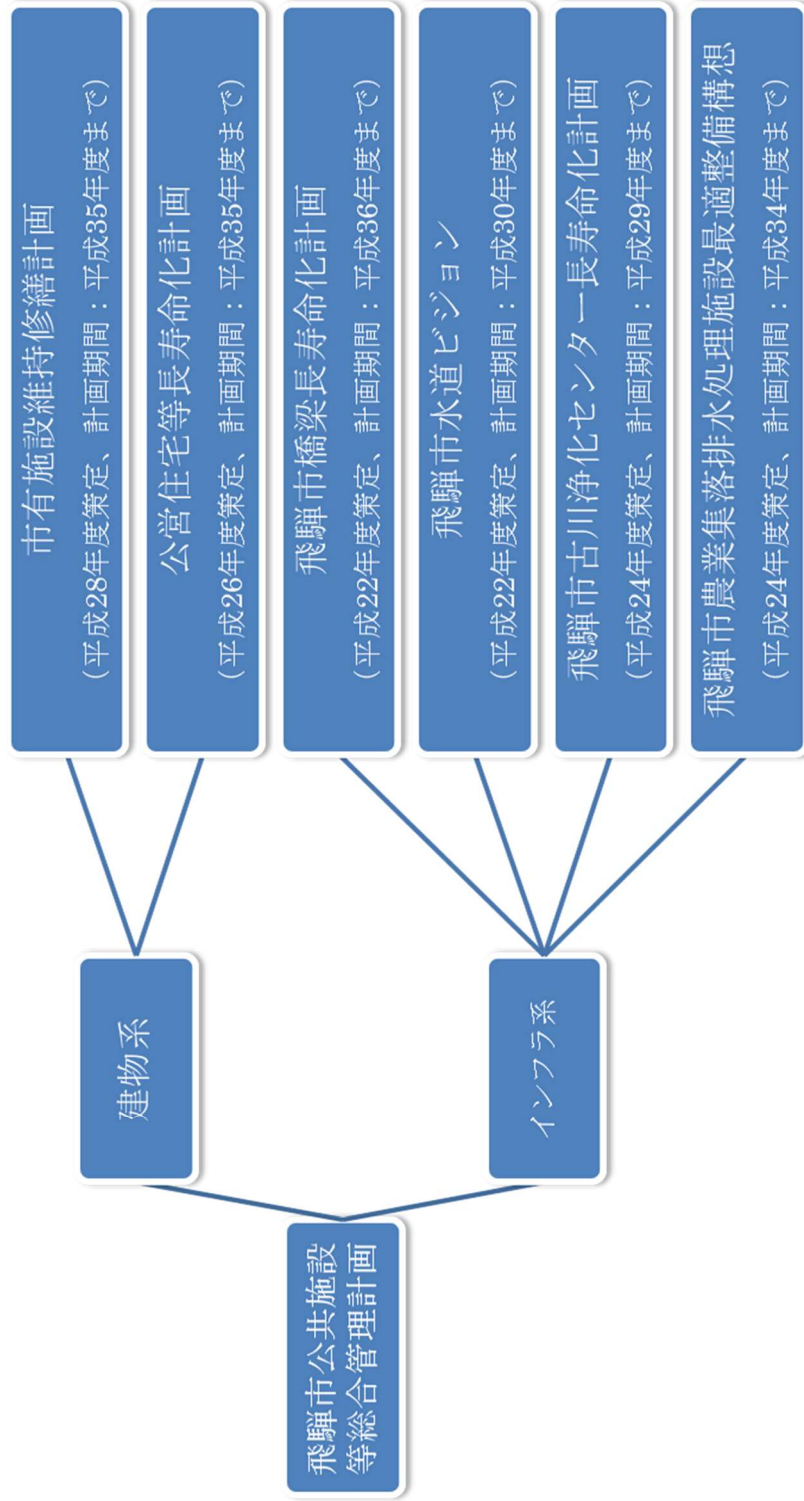 飛騨市公共施設
等総合管理計画
建物系
市有施設維持修繕計画
(平成28年度策定、計画期間：平成35年度まで)
公営住宅等長寿命化計画
(平成26年度策定、計画期間：平成35年度まで)
インフラ系
飛騨市橋梁長寿命化計画
(平成22年度策定、計画期間：平成36年度まで)
飛騨市水道ビジョン
(平成22年度策定、計画期間：平成30年度まで)
飛騨市古川浄化センター長寿命化計画
(平成24年度策定、計画期間：平成29年度まで)
飛騨市農業集落排水処理施設最適整備構想
(平成24年度策定、計画期間：平成34年度まで)